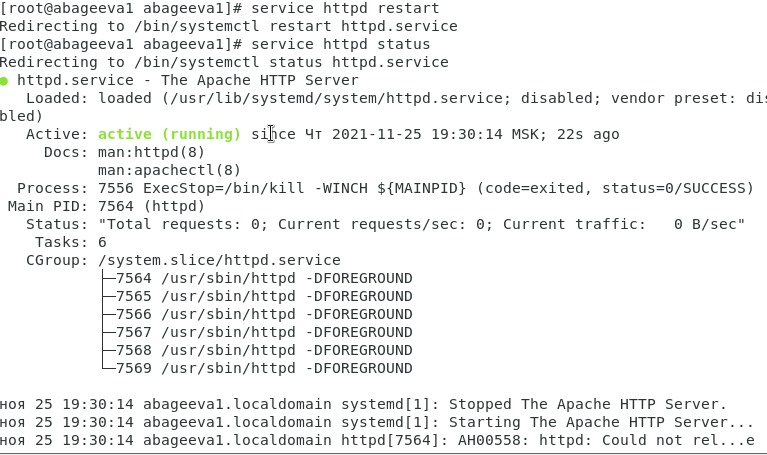 [root@abageeva1 abageeva1]# service httpd restart
Redirecting to /bin/systemctl restart httpd.service
[root@abageeva1 abageeva1]# service httpd status
Redirecting to /bin/systemctl status httpd.service
● httpd.service - The Apache HTTP Server
   Loaded: loaded (/usr/lib/systemd/system/httpd.service; disabled; vendor preset: dis
bled)
   Active: active (running) since Чт 2021-11-25 19:30:14 MSK; 22s ago
     Docs: man:httpd(8)
           man:apachectl(8)
  Process: 7556 ExecStop=/bin/kill -WINCH ${MAINPID} (code=exited, status=0/SUCCESS)
 Main PID: 7564 (httpd)
   Status: "Total requests: 0; Current requests/sec: 0; Current traffic:   0 B/sec"
    Tasks: 6
   CGroup: /system.slice/httpd.service
           ├─7564 /usr/sbin/httpd -DFOREGROUND
           ├─7565 /usr/sbin/httpd -DFOREGROUND
           ├─7566 /usr/sbin/httpd -DFOREGROUND
           ├─7567 /usr/sbin/httpd -DFOREGROUND
           ├─7568 /usr/sbin/httpd -DFOREGROUND
           └─7569 /usr/sbin/httpd -DFOREGROUND
ноя 25 19:30:14 abageeva1.localdomain systemd[1]: Stopped The Apache HTTP Server.
ноя 25 19:30:14 abageeva1.localdomain systemd[1]: Starting The Apache HTTP Server...
ноя 25 19:30:14 abageeva1.localdomain httpd[7564]: AH00558: httpd: Could not rel...e